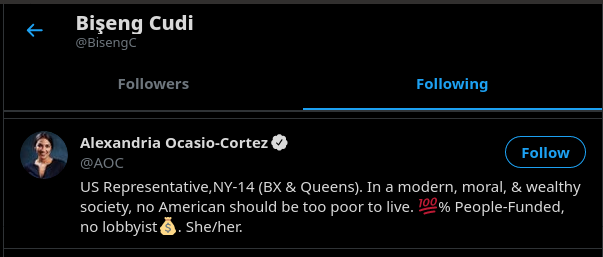 Bişeng Cudi
@BisengC
Followers
Following
Alexandria Ocasio-Cortez
@AOC
Follow
US Representative,NY-14 (BX & Queens). In a modern, moral, & wealthy
society, no American should be too poor to live. 💯% People-Funded,
no lobbyist💰. She/her.